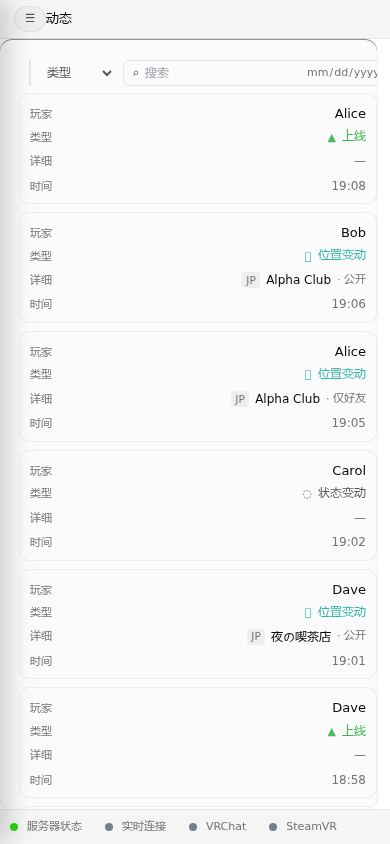 动态
类型 搜索 mm/dd/yyyy
玩家 Alice
类型 上线
详细 —
时间 19:08
玩家 Bob
类型 位置变动
详细 JP Alpha Club · 公开
时间 19:06
玩家 Alice
类型 位置变动
详细 JP Alpha Club · 仅好友
时间 19:05
玩家 Carol
类型 状态变动
详细 —
时间 19:02
玩家 Dave
类型 位置变动
详细 JP 夜の喫茶店 · 公开
时间 19:01
玩家 Dave
类型 上线
详细 —
时间 18:58
服务器状态 实时连接 VRChat SteamVR